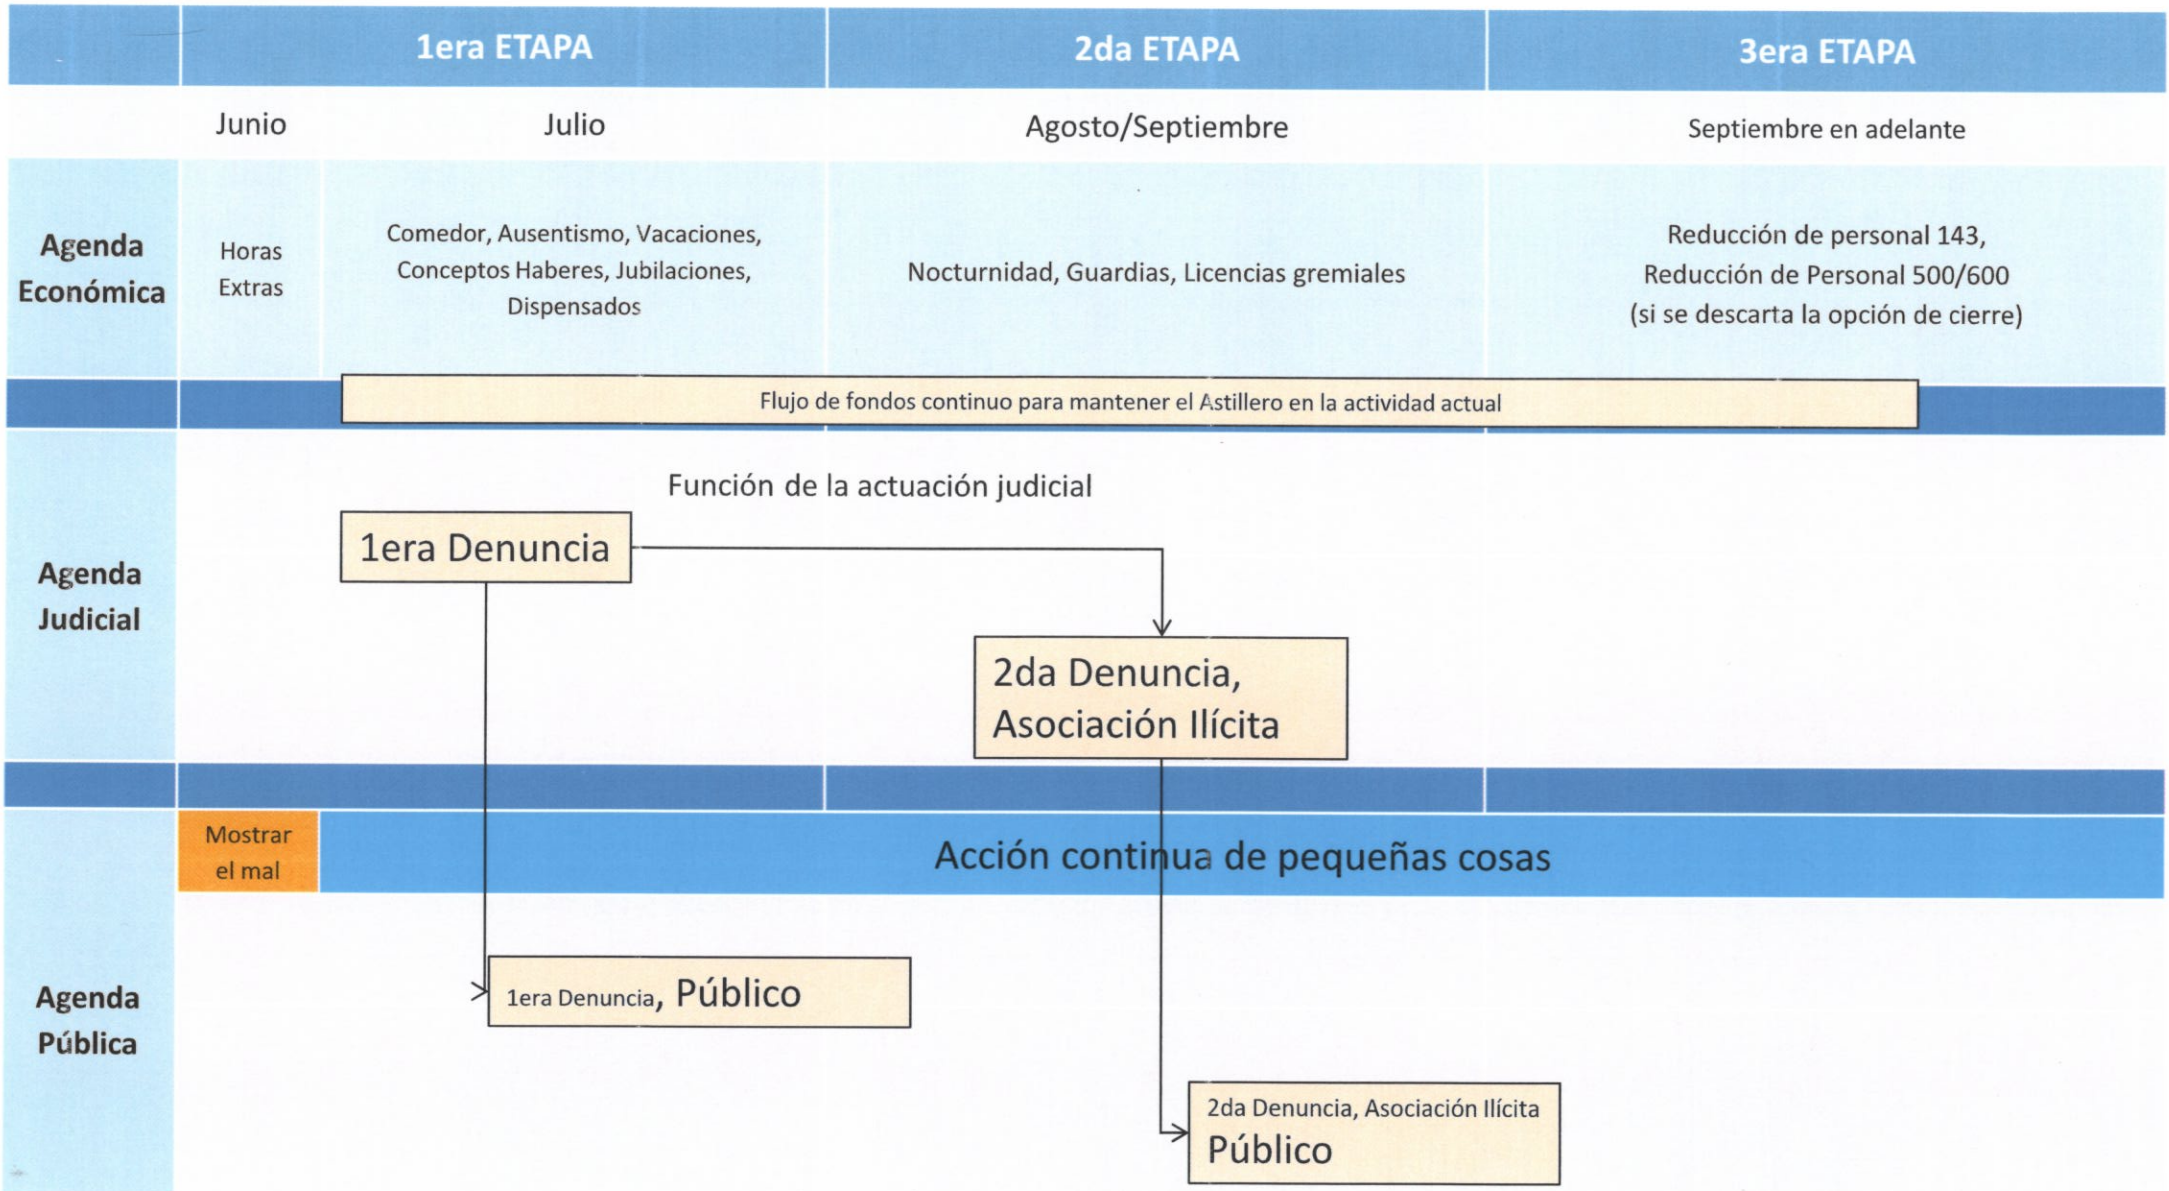 1era ETAPA
2da ETAPA
3era ETAPA
Junio
Julio
Agosto/Septiembre
Septiembre en adelante
Agenda
Económica
Horas
Extras
Comedor, Ausentismo, Vacaciones,
Conceptos Haberes, Jubilaciones,
Dispensados
Nocturnidad, Guardias, Licencias gremiales
Reducción de personal 143,
Reducción de Personal 500/600
(si se descarta la opción de cierre)
Flujo de fondos continuo para mantener el Astillero en la actividad actual
Agenda
Judicial
Función de la actuación judicial
1era Denuncia
2da Denuncia,
Asociación Ilícita
Agenda
Pública
Mostrar
el mal
Acción continua de pequeñas cosas
1era Denuncia, Público
2da Denuncia, Asociación Ilícita
Público